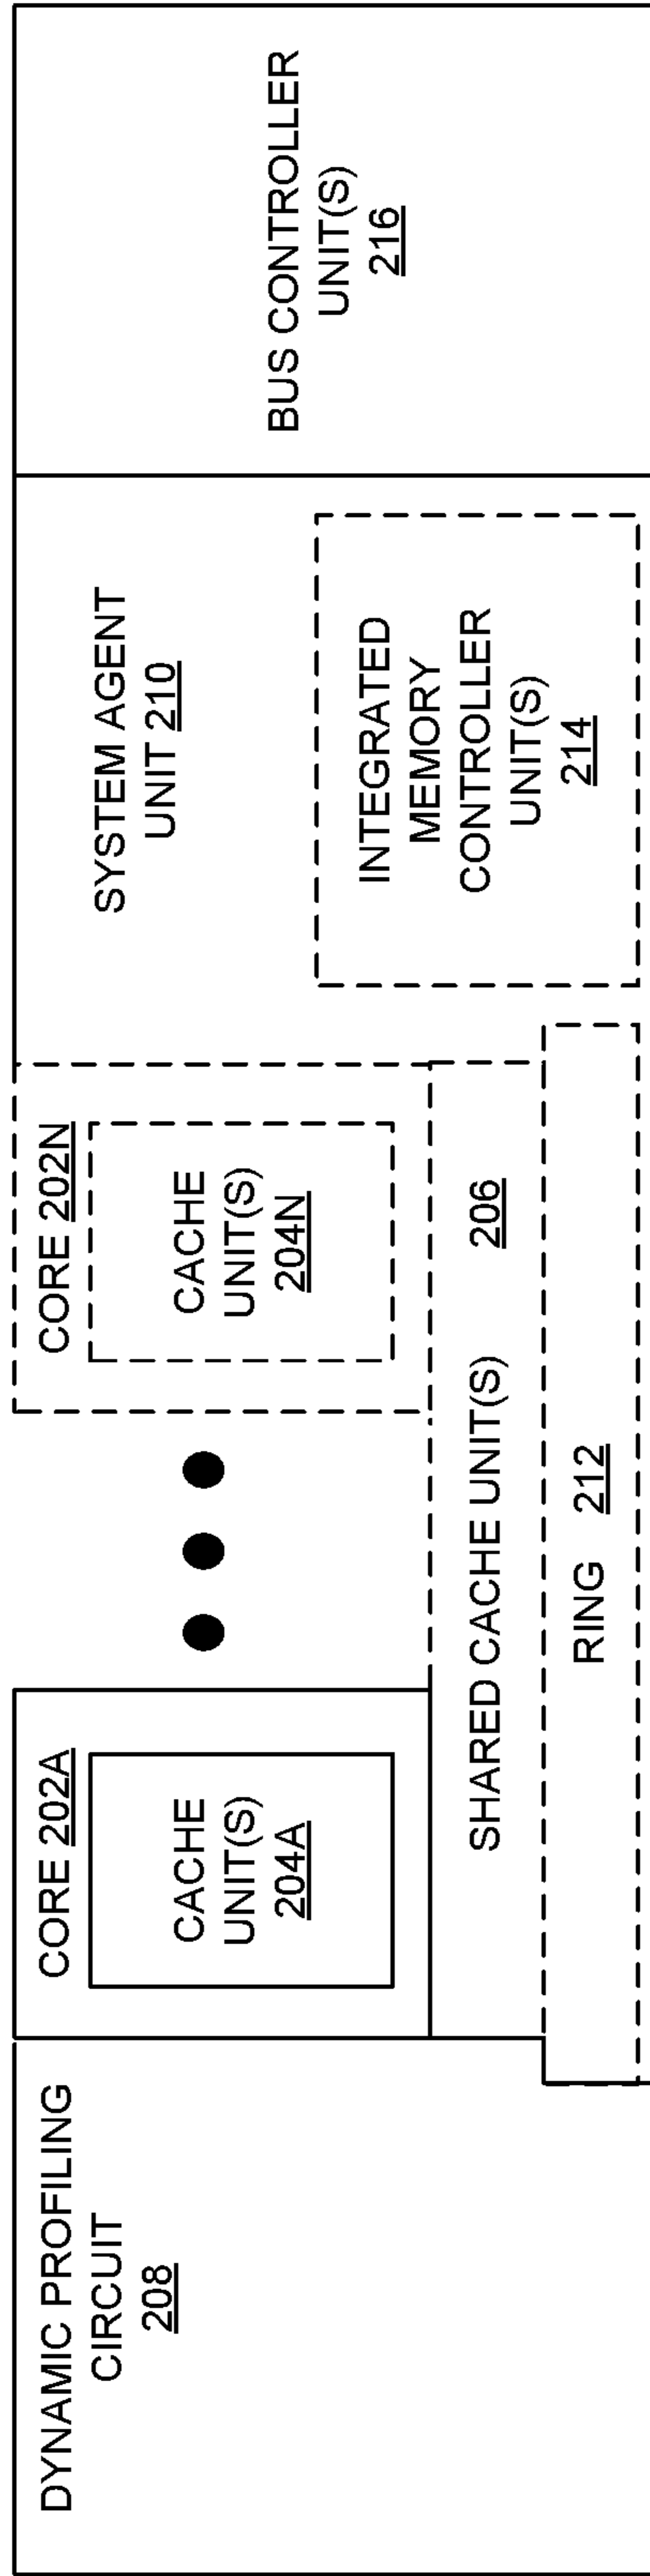 DYNAMIC PROFILING
CIRCUIT
208
CORE 202A
CACHE
UNIT(S)
204A
CORE 202N
CACHE
UNIT(S)
204N
SHARED CACHE UNIT(S) 206
RING 212
SYSTEM AGENT
UNIT 210
INTEGRATED
MEMORY
CONTROLLER
UNIT(S)
214
BUS CONTROLLER
UNIT(S)
216